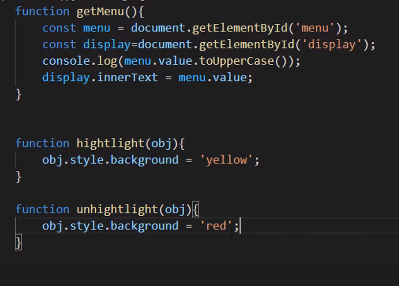 function getMenu(){
const menu = document.getElementById('menu');
const display=document.getElementById('display');
console.log(menu.value.toUpperCase());
display.innerText = menu.value;
}
function hightlight(obj){
obj.style.background = 'yellow';
}
function unhightlight(obj){
obj.style.background = 'red';
}